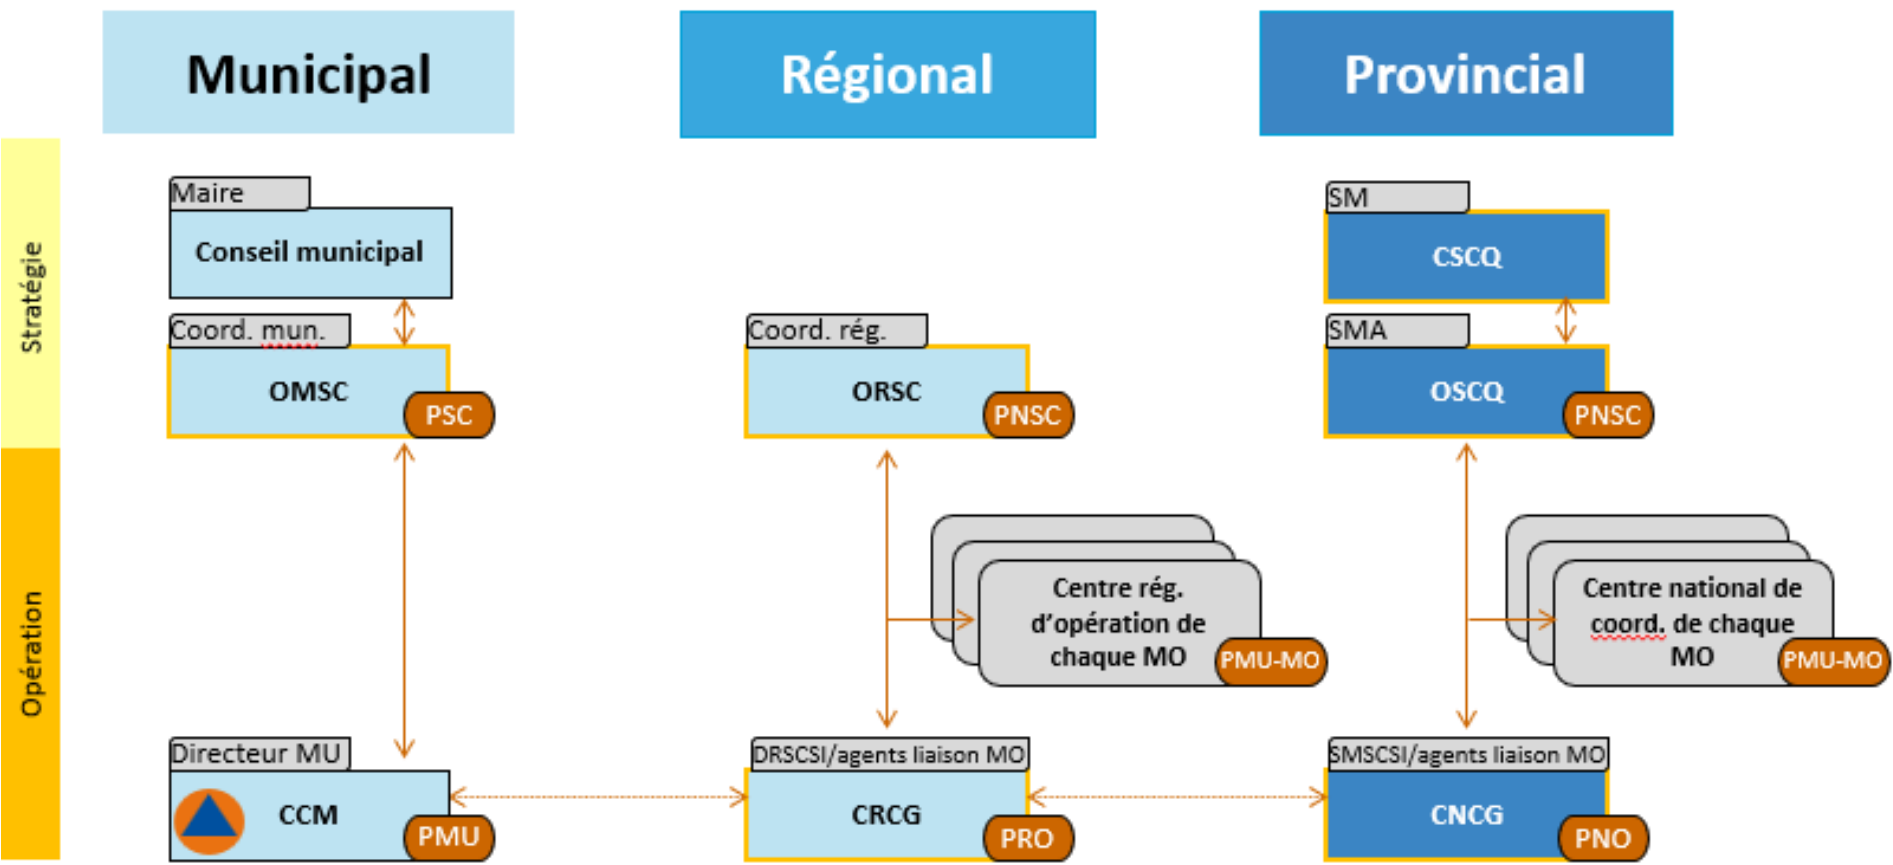 Municipal
Régional
Provincial
Stratégie
Maire
Conseil municipal
SM
CSCQ
Coord. mun.
OMSC
PSC
Coord. rég.
ORSC
PNSC
SMA
OSCQ
PNSC
Opération
Centre rég.
d'opération de
chaque MO
PMU-MO
Centre national de
coord. de chaque
MO
PMU-MO
Directeur MU
CCM
PMU
DRSCSI/agents liaison MO
CRCG
PRO
SMSCSI/agents liaison MO
CNCG
PNO